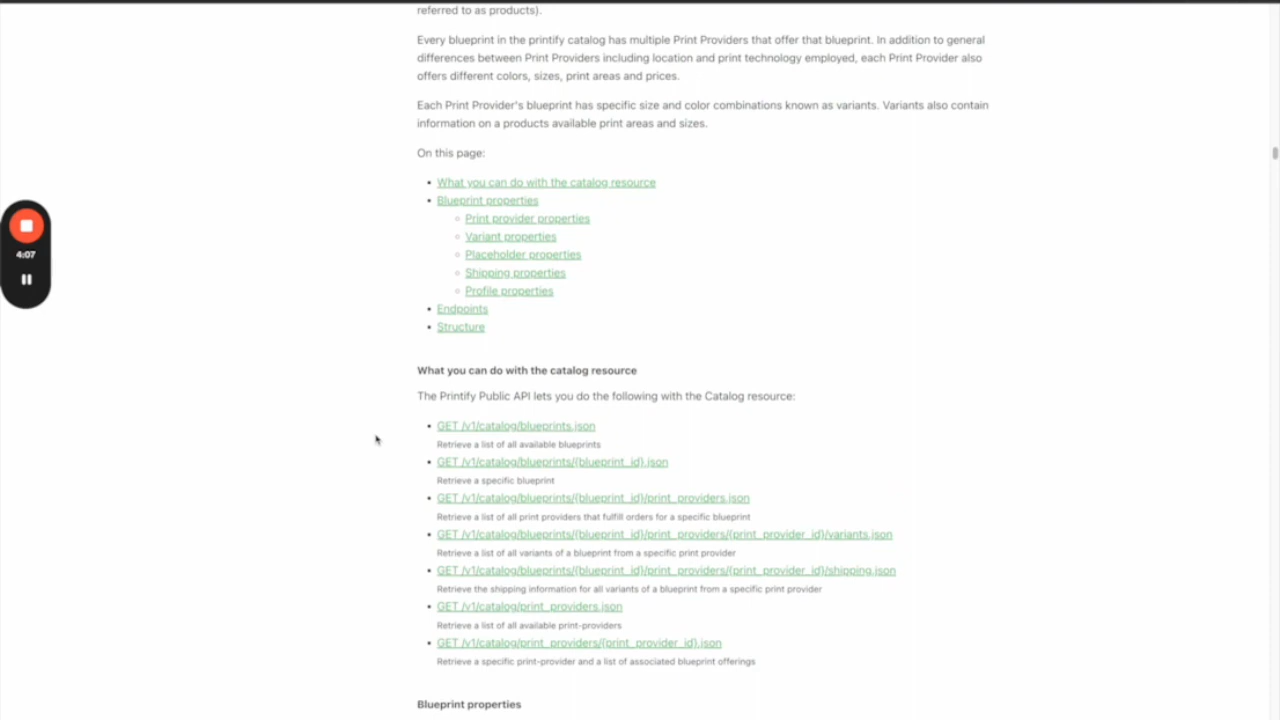 referred to as products).
Every blueprint in the printify catalog has multiple Print Providers that offer that blueprint. In addition to general
differences between Print Providers including location and print technology employed, each Print Provider also
offers different colors, sizes, print areas and prices.
Each Print Provider's blueprint has specific size and color combinations known as variants. Variants also contain
information on a products available print areas and sizes.
On this page:
• What you can do with the catalog resource
• Blueprint properties
◦ Print provider properties
◦ Variant properties
◦ Placeholder properties
◦ Shipping properties
◦ Profile properties
• Endpoints
• Structure
4:07
What you can do with the catalog resource
The Printify Public API lets you do the following with the Catalog resource:
• GET /v1/catalog/blueprints.json
Retrieve a list of all available blueprints
• GET /v1/catalog/blueprints/{blueprint_id}.json
Retrieve a specific blueprint
• GET /v1/catalog/blueprints/{blueprint_id}/print_providers.json
Retrieve a list of all print providers that fulfill orders for a specific blueprint
• GET /v1/catalog/blueprints/{blueprint_id}/print_providers/{print_provider_id}/variants.json
Retrieve a list of all variants of a blueprint from a specific print provider
• GET /v1/catalog/blueprints/{blueprint_id}/print_providers/{print_provider_id}/shipping.json
Retrieve the shipping information for all variants of a blueprint from a specific print provider
• GET /v1/catalog/print_providers.json
Retrieve a list of all available print-providers
• GET /v1/catalog/print_providers/{print_provider_id}.json
Retrieve a specific print-provider and a list of associated blueprint offerings
Blueprint properties